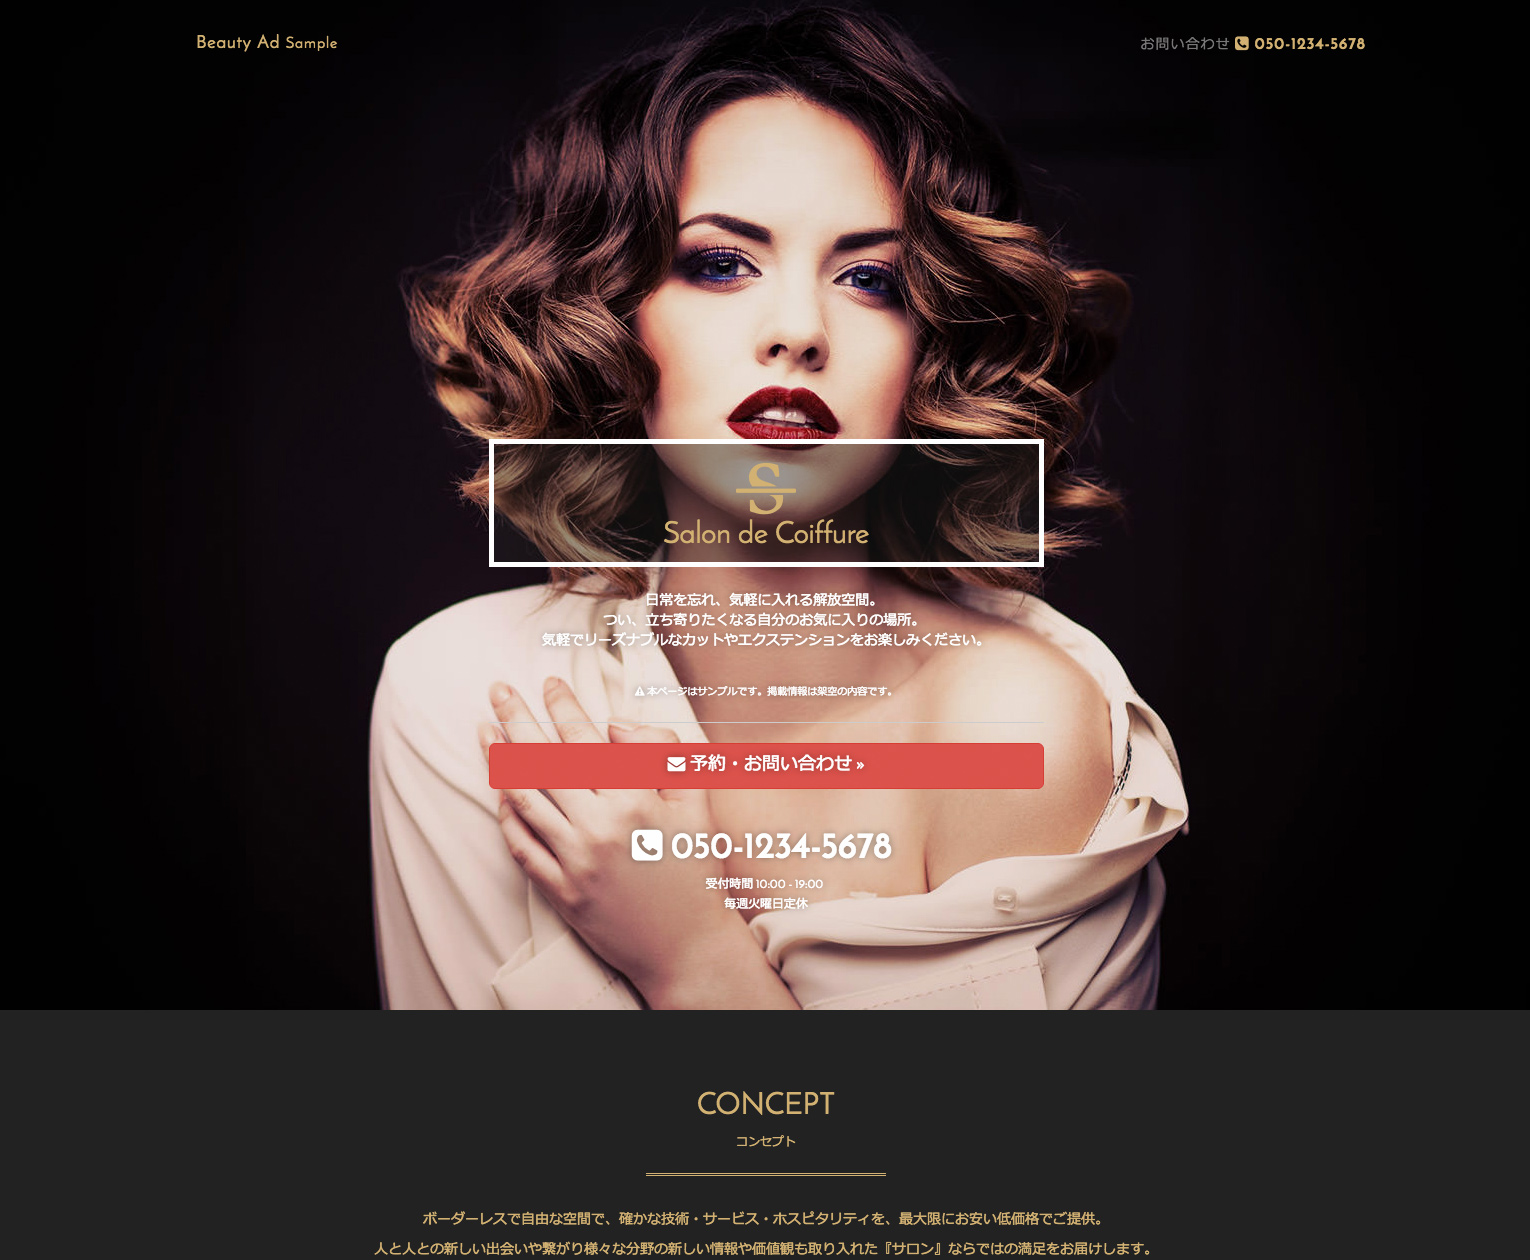 Beauty Ad Sample
お問い合わせ 050-1234-5678
S
Salon de Coiffure
日常を忘れ、気軽に入れる解放空間。
つい、立ち寄りたくなる自分のお気に入りの場所。
気軽でリーズナブルなカットやエクステンションをお楽しみください。
本ページはサンプルです。掲載情報は架空の内容です。
予約・お問い合わせ »
050-1234-5678
受付時間 10:00 - 19:00
毎週火曜日定休
CONCEPT
コンセプト
ボーダーレスで自由な空間で、確かな技術・サービス・ホスピタリティを、最大限にお安い低価格でご提供。
人と人との新しい出会いや繋がり様々な分野の新しい情報や価値観も取り入れた『サロン』ならではの満足をお届けします。